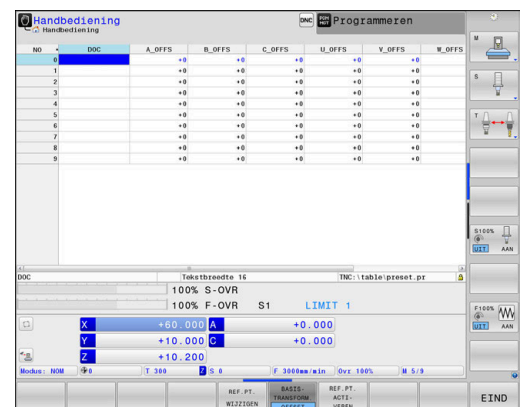 Handbediening
Handbediening
DNC
Programmeren
NO DOC A_OFFS B_OFFS C_OFFS U_OFFS V_OFFS W_OFFS
0 +0 +0 +0 +0 +0
1 +0 +0 +0 +0 +0
2 +0 +0 +0 +0 +0
3 +0 +0 +0 +0 +0
4 +0 +0 +0 +0 +0
5 +0 +0 +0 +0 +0
6 +0 +0 +0 +0 +0
7 +0 +0 +0 +0 +0
8 +0 +0 +0 +0 +0
9 +0 +0 +0 +0 +0
DOC Tekstbreedte 16 TNC:\table\preset.pr
100% S-OVR
100% F-OVR S1 LIMIT 1
X +60.000 A +0.000
Y +10.000 C +0.000
Z +10.200
Modus: NOM 0 T 300 Z S 0 F 3000mm/min Ovr 100% M 5/9
REF.PT.
WIJZIGEN
BASIS-
TRANSFORM.
OFFSET
REF.PT.
ACTI-
VEREN
EIND
M
S
T
S100%
UIT AAN
F100%
UIT AAN